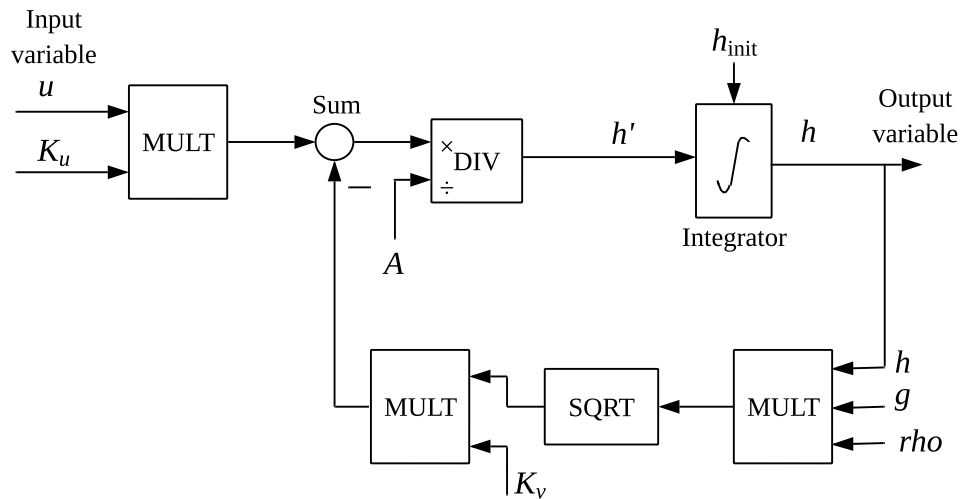 Input
variable
u
K_u
MULT
Sum
−
×
DIV
÷
A
h'
h_init
∫
Integrator
h
Output
variable
h
g
rho
MULT
SQRT
MULT
K_v